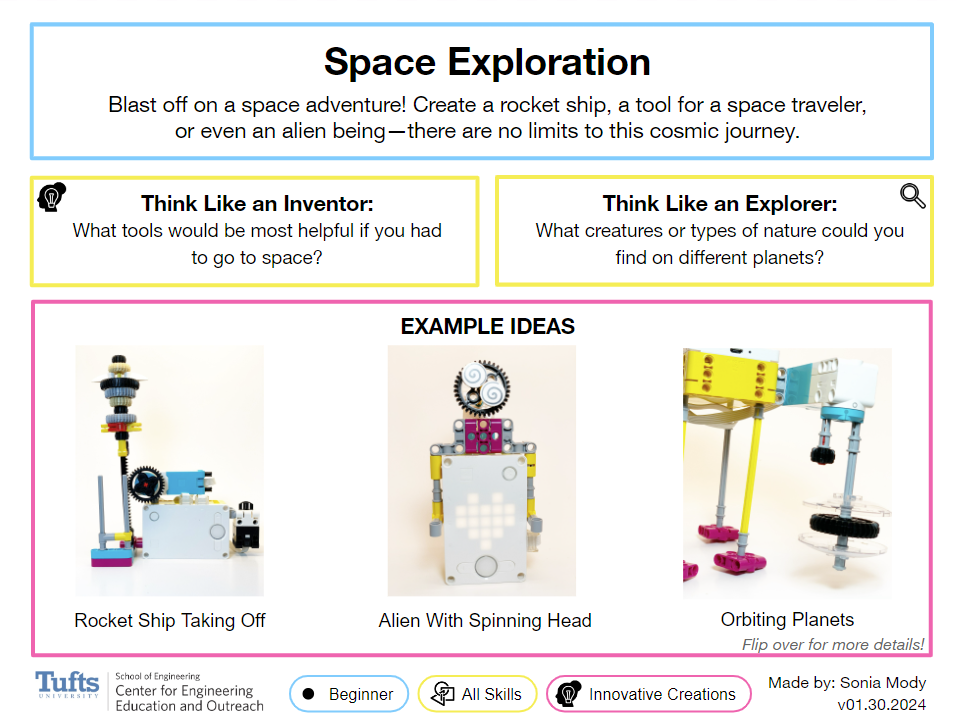 Space Exploration
Blast off on a space adventure! Create a rocket ship, a tool for a space traveler,
or even an alien being—there are no limits to this cosmic journey.
Think Like an Inventor:
What tools would be most helpful if you had
to go to space?
Think Like an Explorer:
What creatures or types of nature could you
find on different planets?
EXAMPLE IDEAS
Rocket Ship Taking Off
Alien With Spinning Head
Orbiting Planets
Flip over for more details!
Tufts
UNIVERSITY
School of Engineering
Center for Engineering
Education and Outreach
Beginner
All Skills
Innovative Creations
Made by: Sonia Mody
v01.30.2024